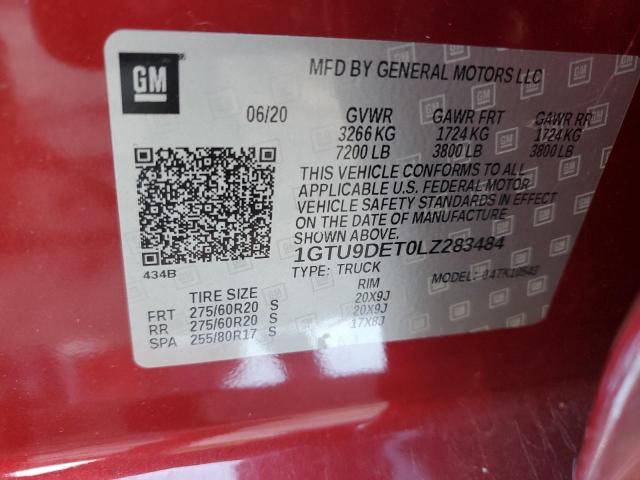 GM
MFD BY GENERAL MOTORS LLC
06/20 GVWR GAWR FRT GAWR RR
3266 KG 1724 KG 1724 KG
7200 LB 3800 LB 3800 LB
THIS VEHICLE CONFORMS TO ALL
APPLICABLE U.S. FEDERAL MOTOR
VEHICLE SAFETY STANDARDS IN EFFECT
ON THE DATE OF MANUFACTURE
SHOWN ABOVE.
1GTU9DET0LZ283484
434B TYPE: TRUCK MODEL:
TIRE SIZE RIM
FRT 275/60R20 S 20X9J
RR 275/60R20 S 20X9J
SPA 255/80R17 S 17X8J